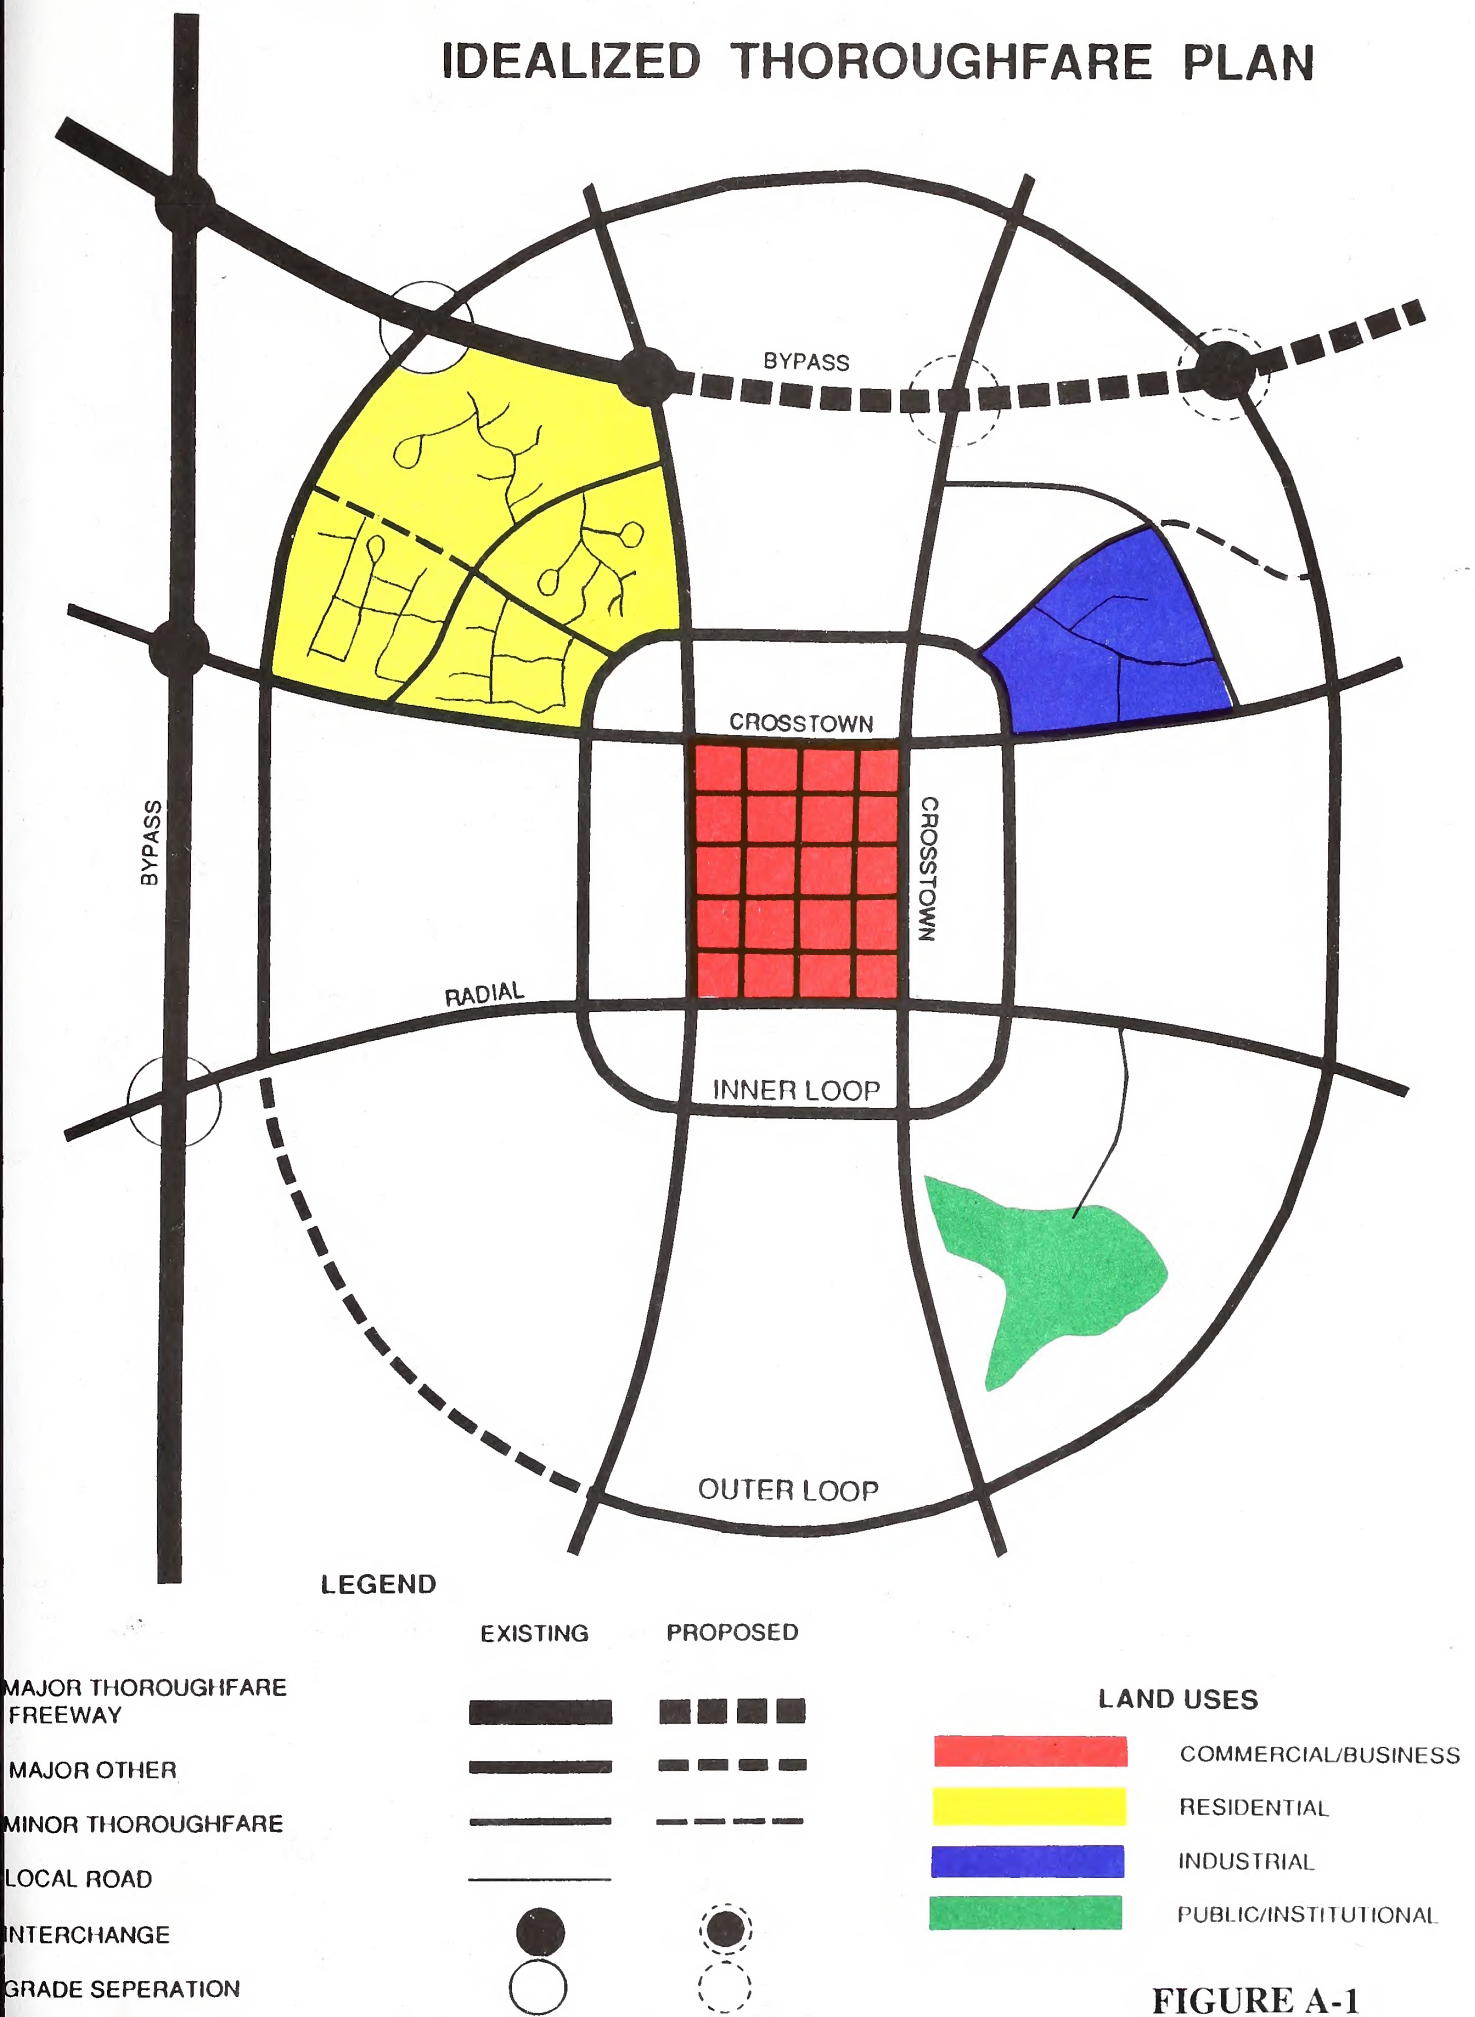 IDEALIZED THOROUGHFARE PLAN
BYPASS
CROSSTOWN
BYPASS
CROSSTOWN
RADIAL
INNER LOOP
OUTER LOOP
LEGEND
EXISTING PROPOSED
MAJOR THOROUGHFARE
FREEWAY
MAJOR OTHER
MINOR THOROUGHFARE
LOCAL ROAD
INTERCHANGE
GRADE SEPERATION
LAND USES
COMMERCIAL/BUSINESS
RESIDENTIAL
INDUSTRIAL
PUBLIC/INSTITUTIONAL
FIGURE A-1